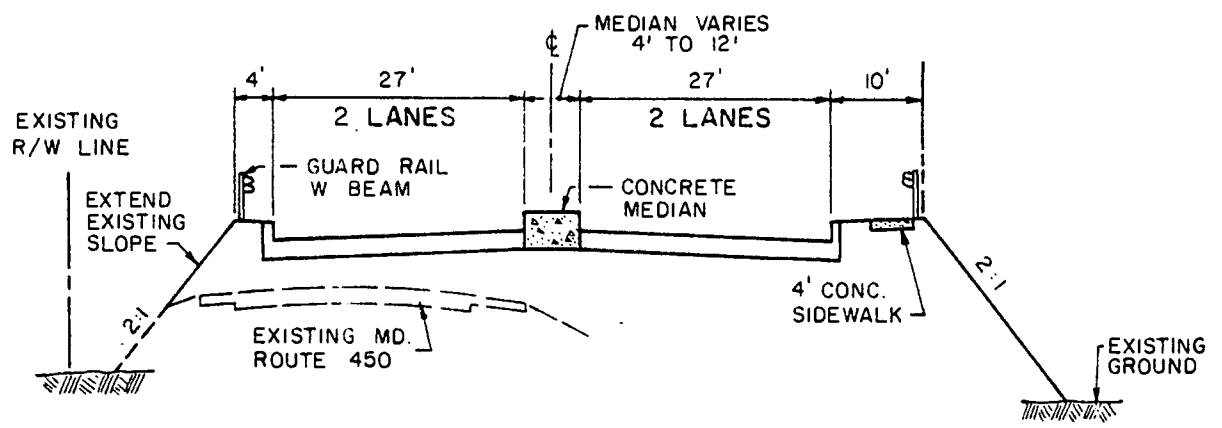 MEDIAN VARIES
4' TO 12'
℄
4'
27'
27'
10'
2 LANES
2 LANES
EXISTING
R/W LINE
GUARD RAIL
W BEAM
CONCRETE
MEDIAN
EXTEND
EXISTING
SLOPE
2:1
2:1
4' CONC.
SIDEWALK
EXISTING MD.
ROUTE 450
EXISTING
GROUND